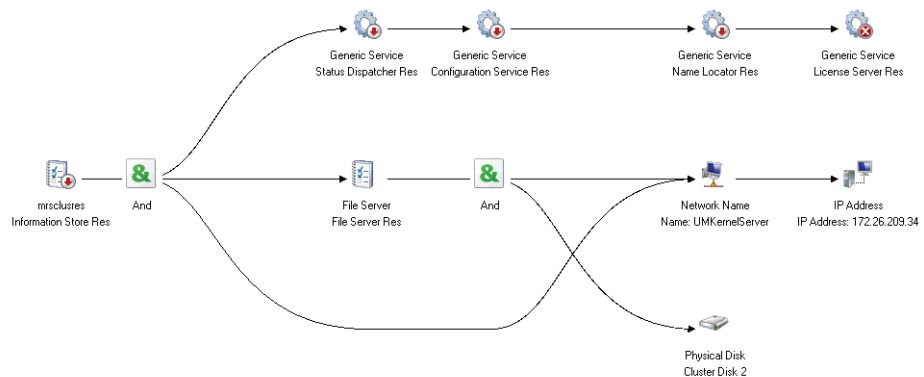 Generic Service
Status Dispatcher Res
Generic Service
Configuration Service Res
Generic Service
Name Locator Res
Generic Service
License Server Res
&
&
mrsclusres
Information Store Res
And
File Server
File Server Res
And
Network Name
Name: UMKernelServer
IP Address
IP Address: 172.26.209.34
Physical Disk
Cluster Disk 2